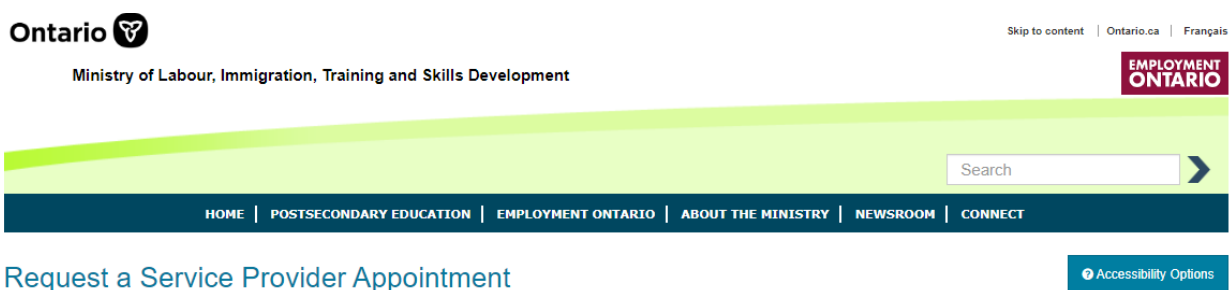 Ontario
Skip to content | Ontario.ca | Français
Ministry of Labour, Immigration, Training and Skills Development
EMPLOYMENT
ONTARIO
Search
HOME | POSTSECONDARY EDUCATION | EMPLOYMENT ONTARIO | ABOUT THE MINISTRY | NEWSROOM | CONNECT
Request a Service Provider Appointment
Accessibility Options